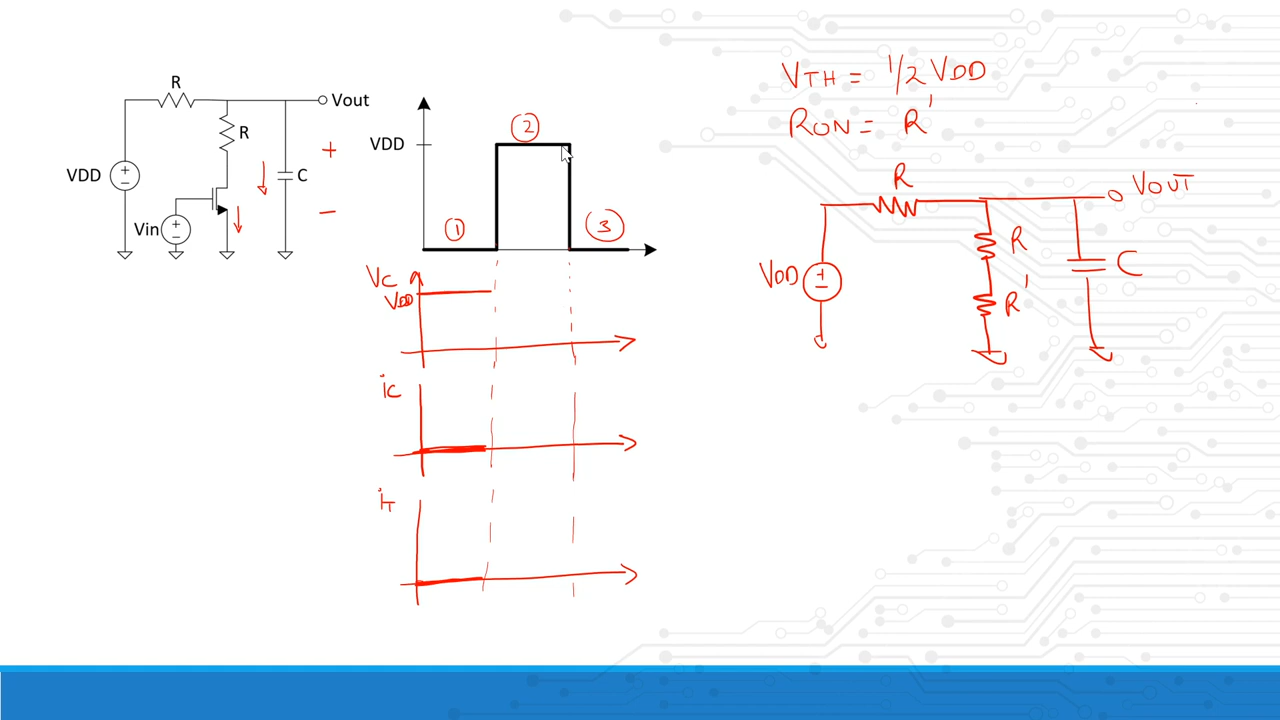 R
Vout
R
VDD
C
Vin
+
−
VDD
①
②
③
VC
VDD
iC
iT
VTH = 1/2 VDD
RON = R'
R
VOUT
R
VDD
C
R'